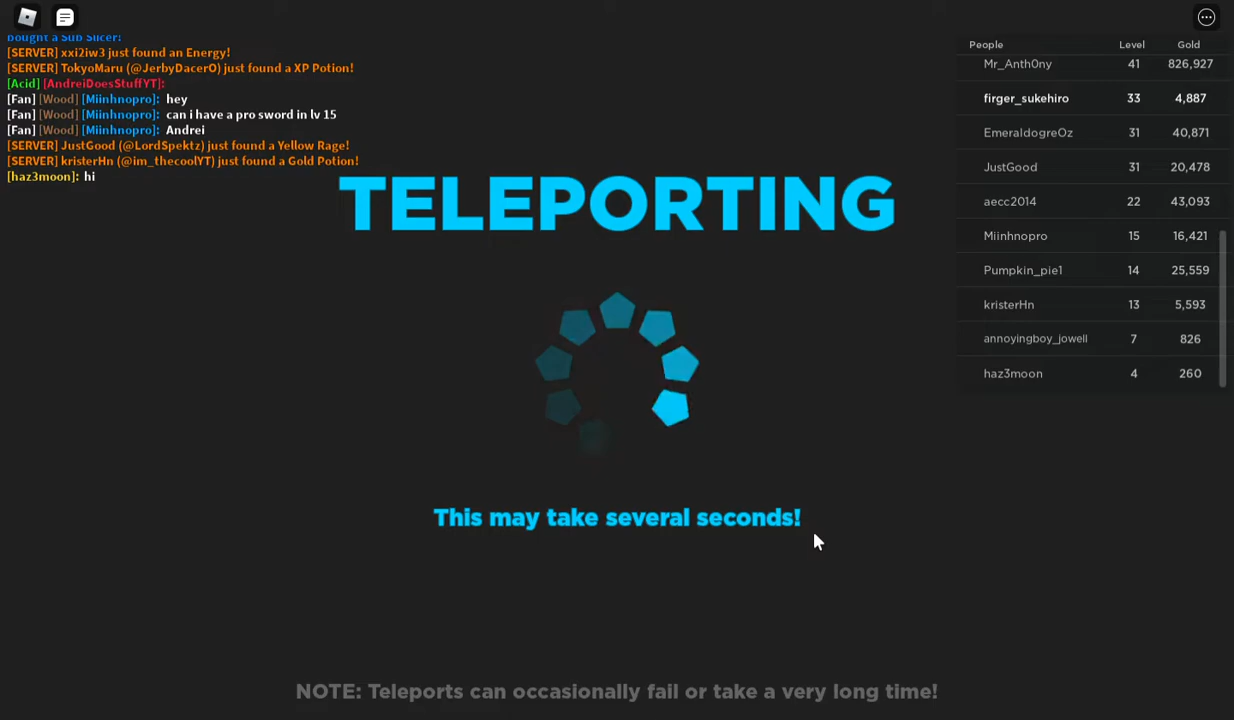 bought a Sub Slicer!
[SERVER] xxi2iw3 just found an Energy!
[SERVER] TokyoMaru (@JerbyDacerO) just found a XP Potion!
[Acid] [AndreiDoesStuffYT]:
[Fan] [Wood] [Miinhnopro]: hey
[Fan] [Wood] [Miinhnopro]: can i have a pro sword in lv 15
[Fan] [Wood] [Miinhnopro]: Andrei
[SERVER] JustGood (@LordSpektz) just found a Yellow Rage!
[SERVER] kristerHn (@im_thecoolYT) just found a Gold Potion!
[haz3moon]: hi
TELEPORTING
This may take several seconds!
NOTE: Teleports can occasionally fail or take a very long time!
People Level Gold
Mr_Anth0ny 41 826,927
firger_sukehiro 33 4,887
EmeraldogreOz 31 40,871
JustGood 31 20,478
aecc2014 22 43,093
Miinhnopro 15 16,421
Pumpkin_pie1 14 25,559
kristerHn 13 5,593
annoyingboy_jowell 7 826
haz3moon 4 260